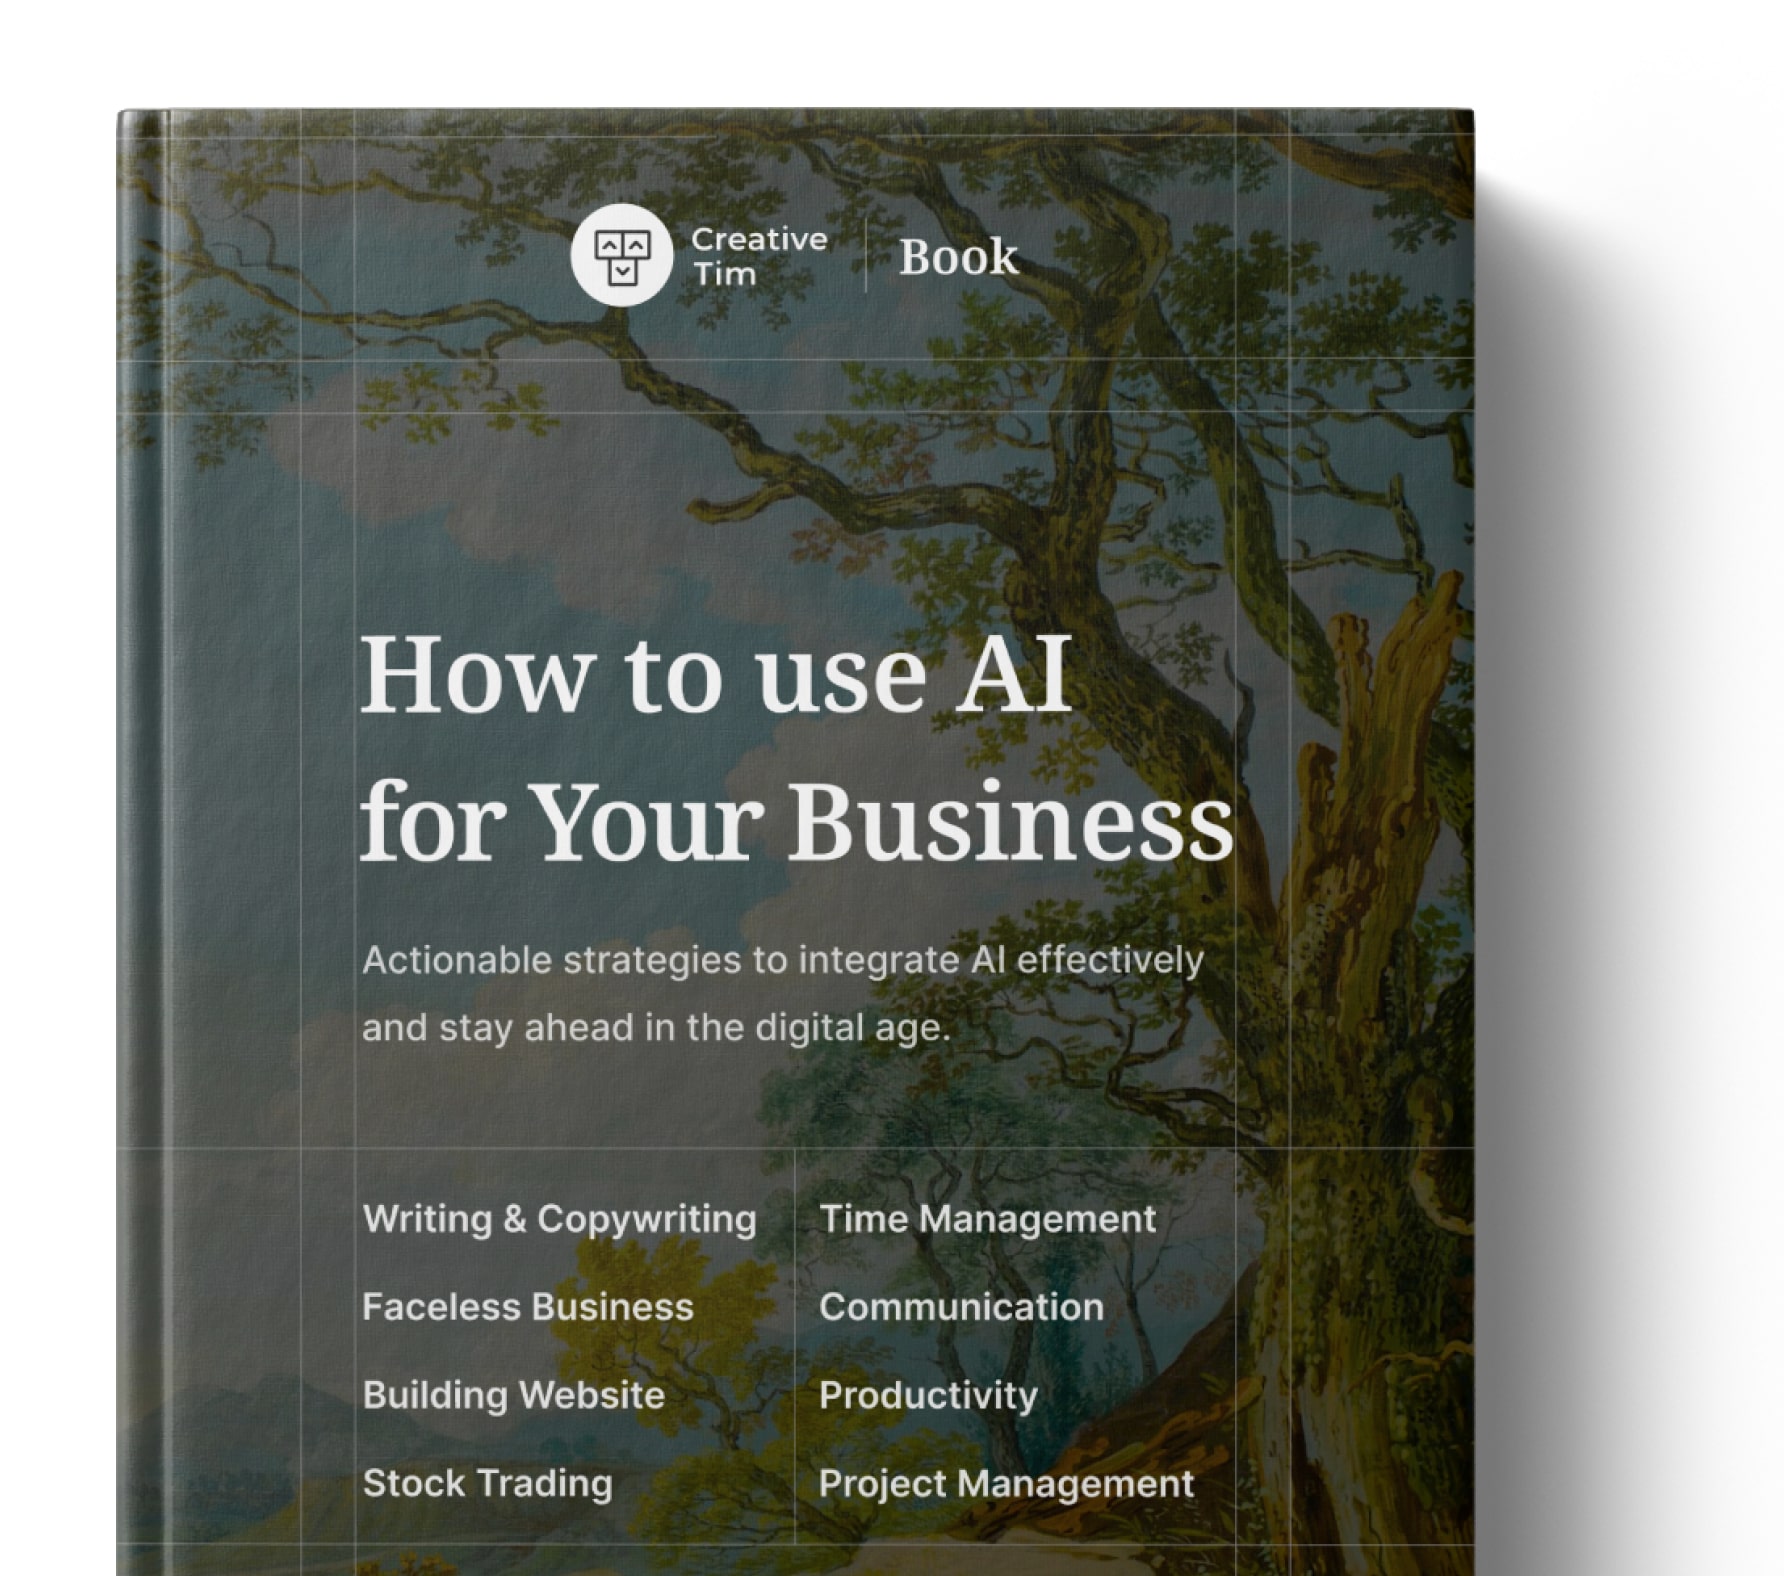 Creative
Tim
Book
How to use AI
for Your Business
Actionable strategies to integrate AI effectively
and stay ahead in the digital age.
Writing & Copywriting
Faceless Business
Building Website
Stock Trading
Time Management
Communication
Productivity
Project Management